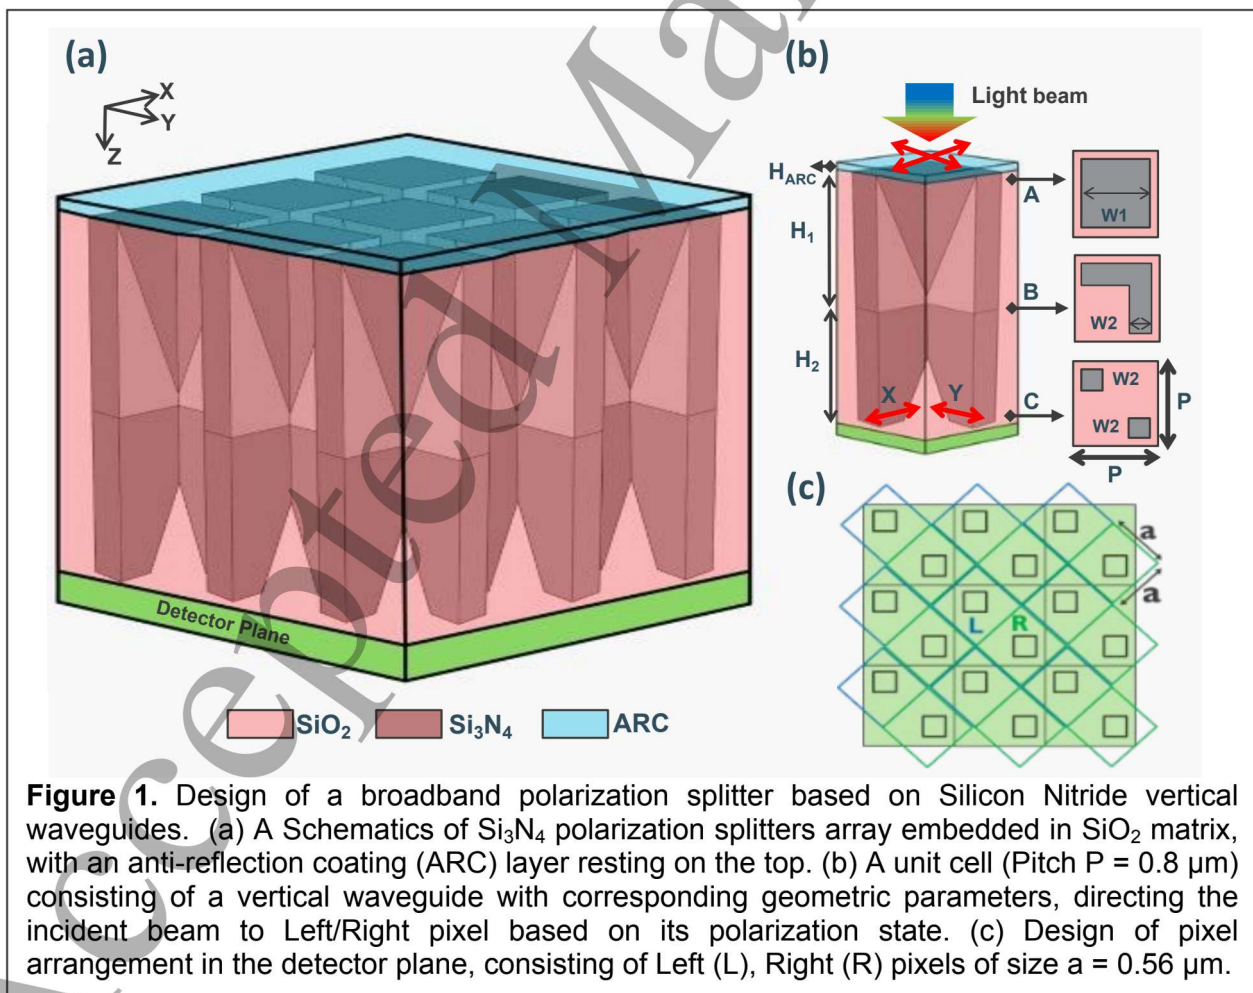 (a)
X
Y
Z
Detector Plane
SiO2
Si3N4
ARC
(b)
Light beam
HARC
H1
H2
A
W1
B
W2
X
Y
C
W2
W2
P
P
(c)
a
a
L
R
Figure 1. Design of a broadband polarization splitter based on Silicon Nitride vertical
waveguides. (a) A Schematics of Si3N4 polarization splitters array embedded in SiO2 matrix,
with an anti-reflection coating (ARC) layer resting on the top. (b) A unit cell (Pitch P = 0.8 µm)
consisting of a vertical waveguide with corresponding geometric parameters, directing the
incident beam to Left/Right pixel based on its polarization state. (c) Design of pixel
arrangement in the detector plane, consisting of Left (L), Right (R) pixels of size a = 0.56 µm.
Accepted Ma